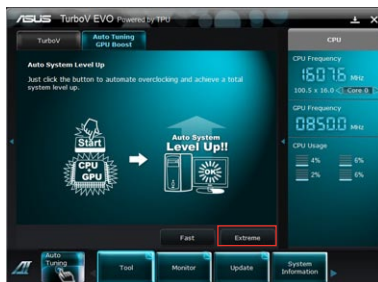 ASUS TurboV EVO Powered by TPU
TurboV
Auto Tuning
GPU Boost
Auto System Level Up
Just click the button to automate overclocking and achieve a total
system level up.
Start
CPU
GPU
Auto System
Level Up!!
OK
Fast
Extreme
CPU
CPU Frequency
1607.6 MHz
100.5 x 16.0 Core 0
GPU Frequency
0850.0 MHz
CPU Usage
4% 6%
2% 6%
Auto
Tuning
Tool
Monitor
Update
System
Information